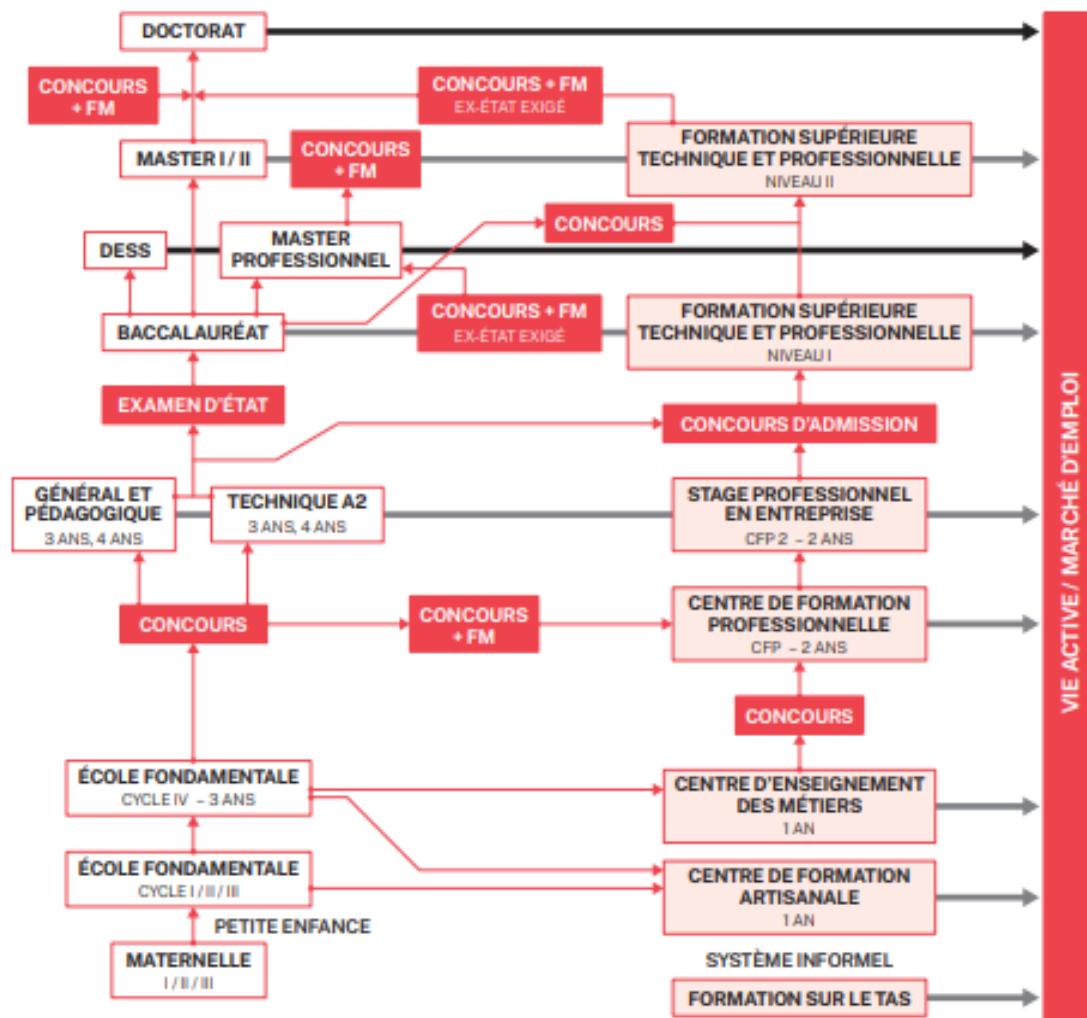 DOCTORAT
CONCOURS
+ FM
CONCOURS + FM
EX-ÉTAT EXIGÉ
MASTER I / II
CONCOURS
+ FM
FORMATION SUPÉRIEURE
TECHNIQUE ET PROFESSIONNELLE
NIVEAU II
CONCOURS
DESS
MASTER
PROFESSIONNEL
BACCALAURÉAT
CONCOURS + FM
EX-ÉTAT EXIGÉ
FORMATION SUPÉRIEURE
TECHNIQUE ET PROFESSIONNELLE
NIVEAU I
EXAMEN D'ÉTAT
CONCOURS D'ADMISSION
GÉNÉRAL ET
PÉDAGOGIQUE
3 ANS, 4 ANS
TECHNIQUE A2
3 ANS, 4 ANS
STAGE PROFESSIONNEL
EN ENTREPRISE
CFP 2 – 2 ANS
CONCOURS
CONCOURS
+ FM
CENTRE DE FORMATION
PROFESSIONNELLE
CFP – 2 ANS
CONCOURS
ÉCOLE FONDAMENTALE
CYCLE IV – 3 ANS
CENTRE D'ENSEIGNEMENT
DES MÉTIERS
1 AN
ÉCOLE FONDAMENTALE
CYCLE I / II / III
CENTRE DE FORMATION
ARTISANALE
1 AN
PETITE ENFANCE
MATERNELLE
I / II / III
SYSTÈME INFORMEL
FORMATION SUR LE TAS
VIE ACTIVE / MARCHÉ D'EMPLOI